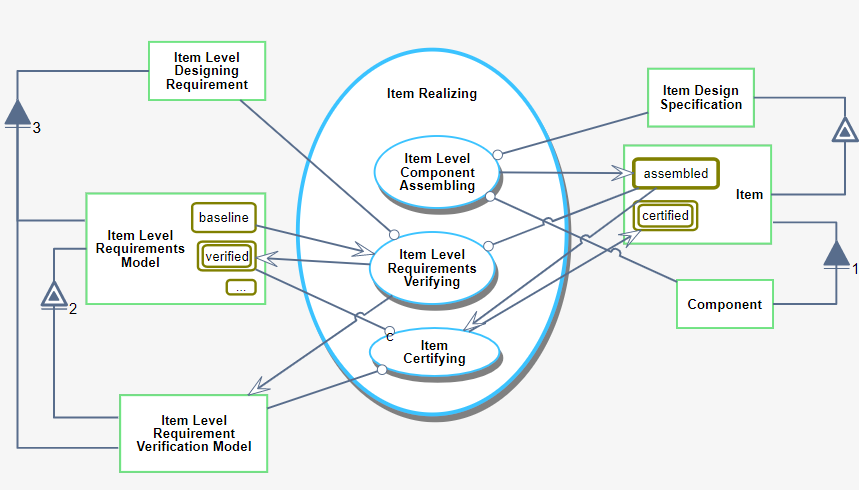 Item Level
Designing
Requirement
Item Realizing
Item Design
Specification
3
Item Level
Component
Assembling
assembled
Item
certified
baseline
Item Level
Requirements
Model
verified
...
Item Level
Requirements
Verifying
1
Component
2
C
Item
Certifying
Item Level
Requirement
Verification Model